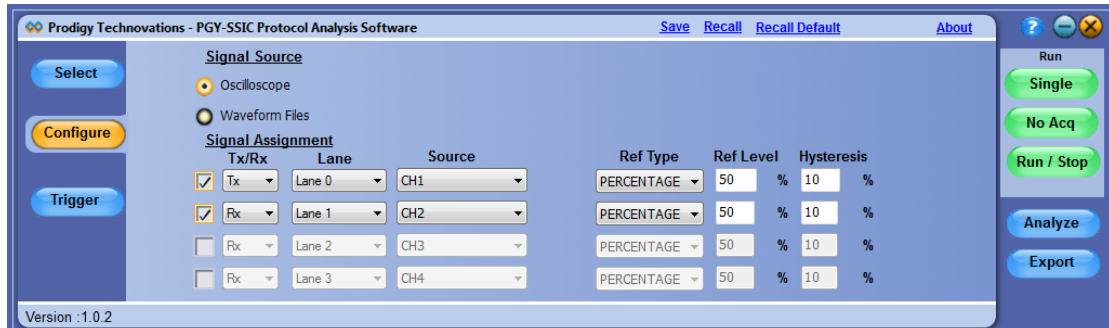 Prodigy Technovations - PGY-SSIC Protocol Analysis Software Save Recall Recall Default About ?
Select
Configure
Trigger
Signal Source
Oscilloscope
Waveform Files
Signal Assignment
Tx/Rx Lane Source Ref Type Ref Level Hysteresis
Tx Lane 0 CH1 PERCENTAGE 50 % 10 %
Rx Lane 1 CH2 PERCENTAGE 50 % 10 %
Rx Lane 2 CH3 PERCENTAGE 50 % 10 %
Rx Lane 3 CH4 PERCENTAGE 50 % 10 %
Run
Single
No Acq
Run / Stop
Analyze
Export
Version :1.0.2